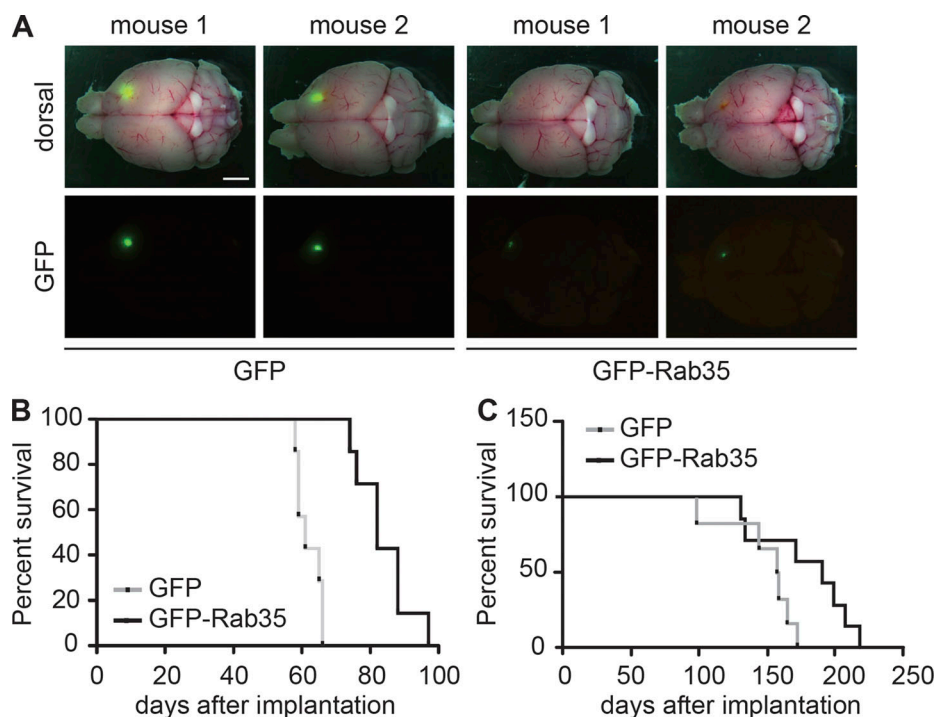 A
mouse 1 mouse 2 mouse 1 mouse 2
dorsal
GFP
GFP GFP-Rab35
B
100
80
60
40
20
0
Percent survival
GFP
GFP-Rab35
0 20 40 60 80 100
days after implantation
C
150
100
50
0
Percent survival
GFP
GFP-Rab35
0 50 100 150 200 250
days after implantation